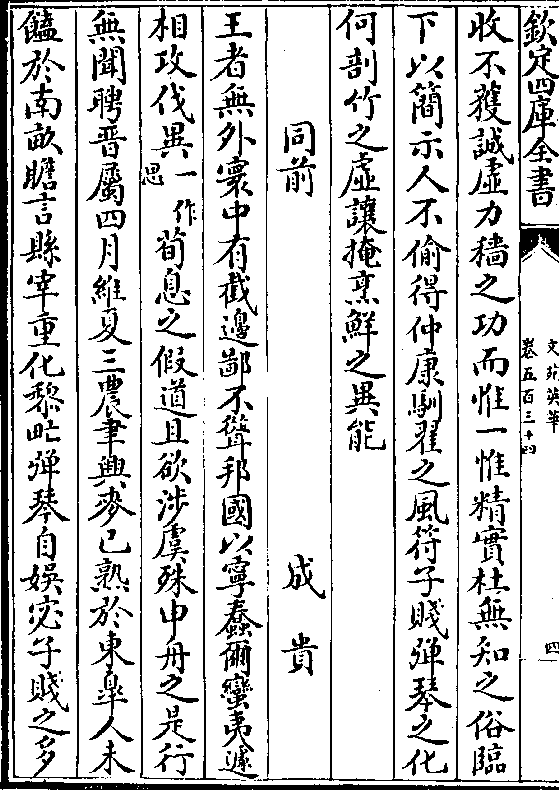 欽定四庫全書
文苑英華
卷五百三十四
四
收不獲誠虛力穡之功而惟一惟精實杜無知之俗臨
下以簡示人不偷得仲康馴翟之風符子賤彈琴之化
何剖竹之虛讓掩烹鮮之異能
同前 成貴
王者無外寰中有截邊鄙不聳邦國以寧蠢爾蠻夷遽
相攻伐異一作思荀息之假道且欲涉虞殊申舟之是行
無聞聘晋屬四月維夏三農聿興麥已熟於東臯人未
饁於南畝瞻言縣宰重化黎甿彈琴自娯宓子賤之多